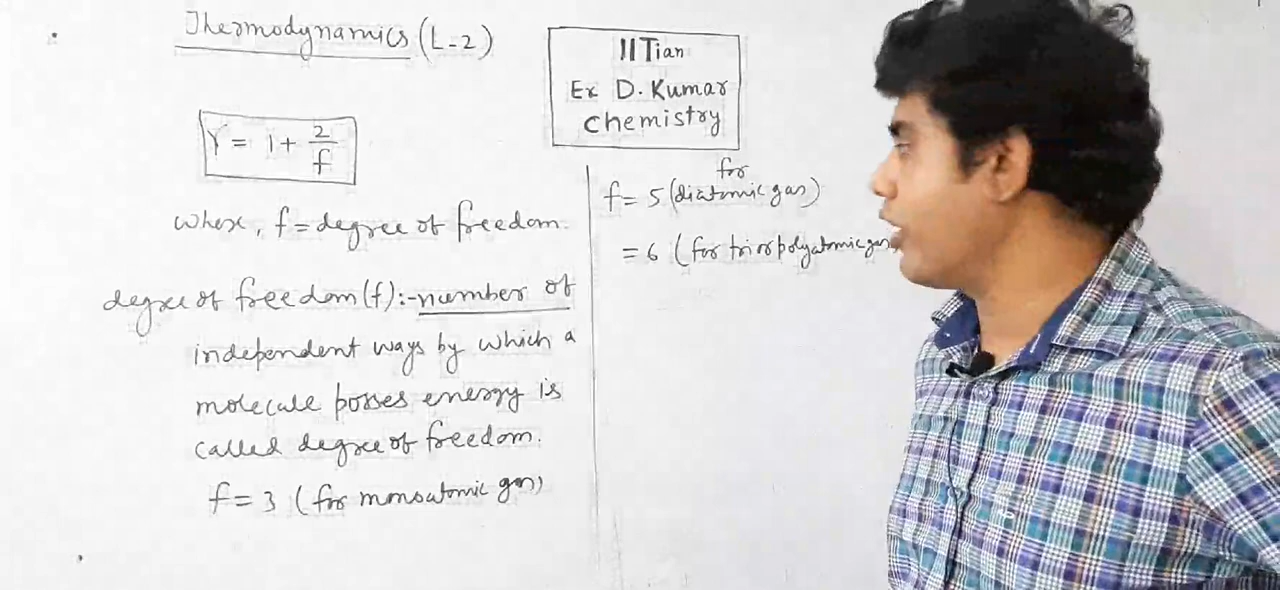 Thermodynamics (L-2)
IITian
Er D. Kumar
Chemistry
γ = 1 + 2/f
where, f = degree of freedom.
degree of freedom (f):- number of
independent ways by which a
molecule posses energy is
called degree of freedom.
f = 3 (for monoatomic gas)
for
f = 5 (diatomic gas)
= 6 (for tri or polyatomic gas